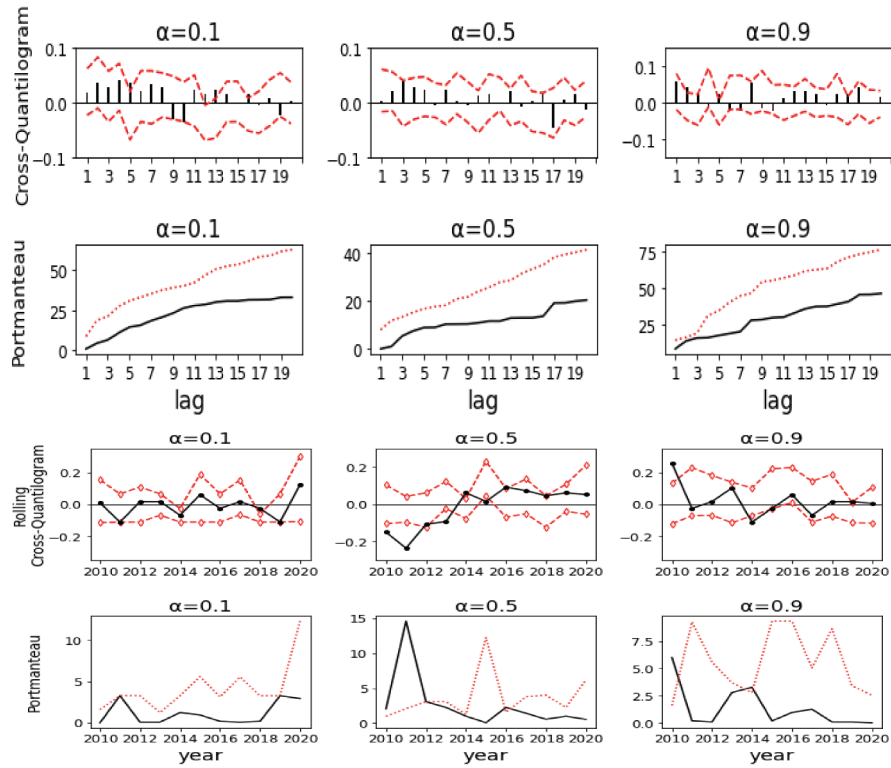 α=0.1 α=0.5 α=0.9
Cross-Quantilogram
0.1 0.1 0.1
0.0 0.0 0.0
−0.1 −0.1 −0.1
1 3 5 7 9 11 13 15 17 19 1 3 5 7 9 11 13 15 17 19 1 3 5 7 9 11 13 15 17 19
α=0.1 α=0.5 α=0.9
Portmanteau
50 25 0
40 20 0
75 50 25
1 3 5 7 9 11 13 15 17 19 1 3 5 7 9 11 13 15 17 19 1 3 5 7 9 11 13 15 17 19
lag lag lag
α=0.1 α=0.5 α=0.9
Rolling
Cross-Quantilogram
0.2 0.0 −0.2
0.4 0.2 0.0 −0.2
0.2 0.0 −0.2
2010 2012 2014 2016 2018 2020 2010 2012 2014 2016 2018 2020 2010 2012 2014 2016 2018 2020
α=0.1 α=0.5 α=0.9
Portmanteau
10 5 0
15 10 5 0
7.5 5.0 2.5 0.0
2010 2012 2014 2016 2018 2020 2010 2012 2014 2016 2018 2020 2010 2012 2014 2016 2018 2020
year year year